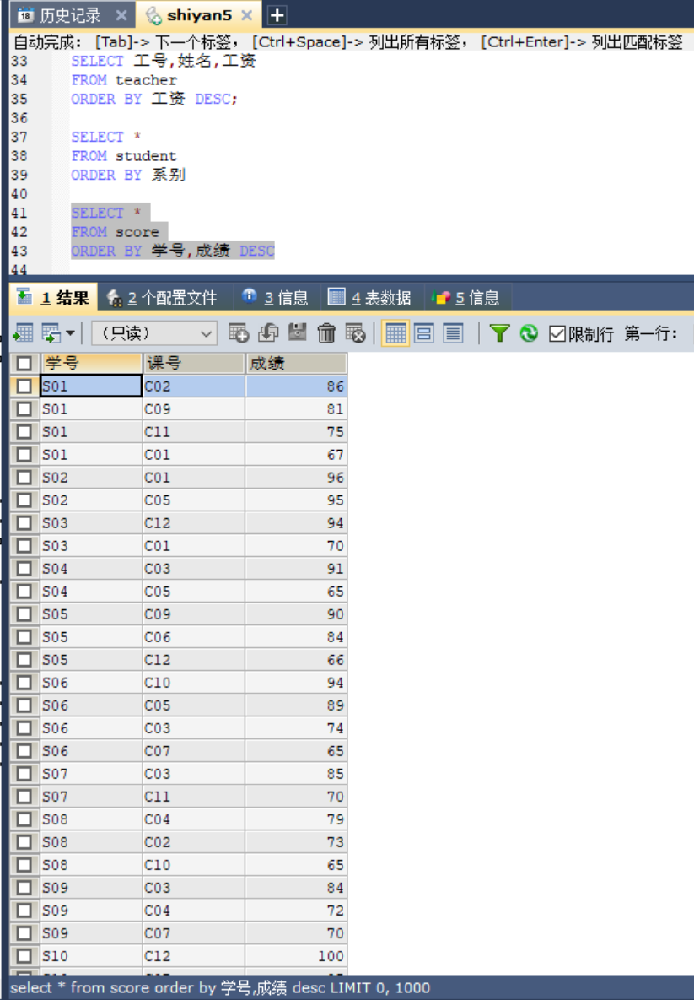 18 历史记录 × shiyan5 ×
自动完成: [Tab]-> 下一个标签, [Ctrl+Space]-> 列出所有标签, [Ctrl+Enter]-> 列出匹配标签
33 SELECT 工号,姓名,工资
34 FROM teacher
35 ORDER BY 工资 DESC;
36
37 SELECT *
38 FROM student
39 ORDER BY 系别
40
41 SELECT *
42 FROM score
43 ORDER BY 学号,成绩 DESC
44
1 结果 2 个配置文件 3 信息 4 表数据 5 信息
(只读) 限制行 第一行:
学号 课号 成绩
S01 C02 86
S01 C09 81
S01 C11 75
S01 C01 67
S02 C01 96
S02 C05 95
S03 C12 94
S03 C01 70
S04 C03 91
S04 C05 65
S05 C09 90
S05 C06 84
S05 C12 66
S06 C10 94
S06 C05 89
S06 C03 74
S06 C07 65
S07 C03 85
S07 C11 70
S08 C04 79
S08 C02 73
S08 C10 65
S09 C03 84
S09 C04 72
S09 C07 70
S10 C12 100
select * from score order by 学号,成绩 desc LIMIT 0, 1000